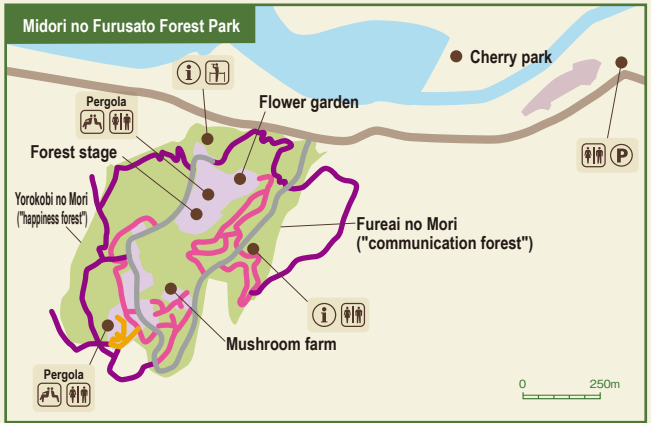 Midori no Furusato Forest Park
Cherry park
i
Pergola
Flower garden
Forest stage
P
Yorokobi no Mori
("happiness forest")
Fureai no Mori
("communication forest")
i
Mushroom farm
Pergola
0 250m